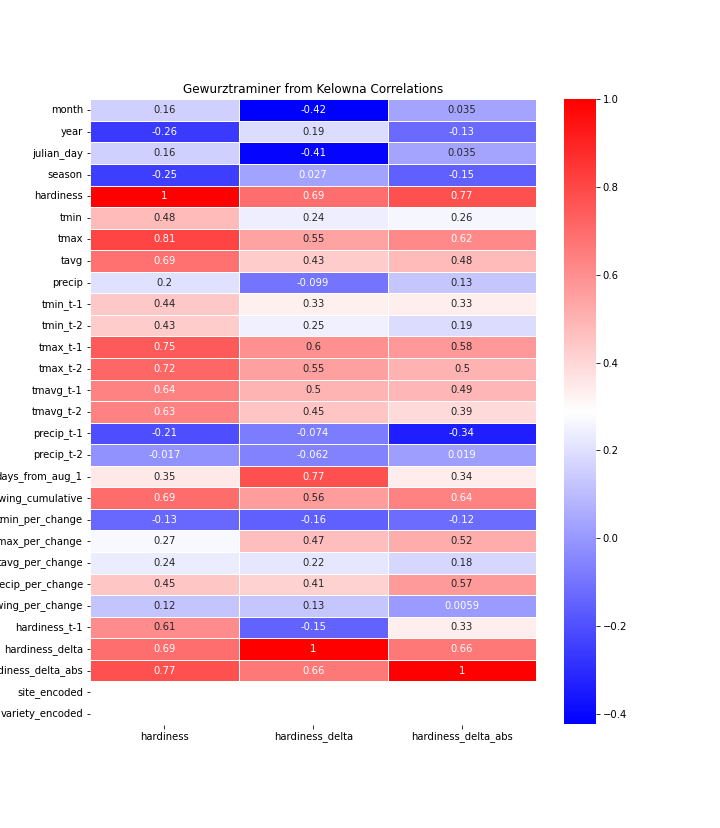 Gewurztraminer from Kelowna Correlations
month 0.16 -0.42 0.035
year -0.26 0.19 -0.13
julian_day 0.16 -0.41 0.035
season -0.25 0.027 -0.15
hardiness 1 0.69 0.77
tmin 0.48 0.24 0.26
tmax 0.81 0.55 0.62
tavg 0.69 0.43 0.48
precip 0.2 -0.099 0.13
tmin_t-1 0.44 0.33 0.33
tmin_t-2 0.43 0.25 0.19
tmax_t-1 0.75 0.6 0.58
tmax_t-2 0.72 0.55 0.5
tmavg_t-1 0.64 0.5 0.49
tmavg_t-2 0.63 0.45 0.39
precip_t-1 -0.21 -0.074 -0.34
precip_t-2 -0.017 -0.062 0.019
days_from_aug_1 0.35 0.77 0.34
wing_cumulative 0.69 0.56 0.64
tmin_per_change -0.13 -0.16 -0.12
max_per_change 0.27 0.47 0.52
tavg_per_change 0.24 0.22 0.18
ecip_per_change 0.45 0.41 0.57
wing_per_change 0.12 0.13 0.0059
hardiness_t-1 0.61 -0.15 0.33
hardiness_delta 0.69 1 0.66
diness_delta_abs 0.77 0.66 1
site_encoded
variety_encoded
hardiness hardiness_delta hardiness_delta_abs
1.0
0.8
0.6
0.4
0.2
0.0
−0.2
−0.4